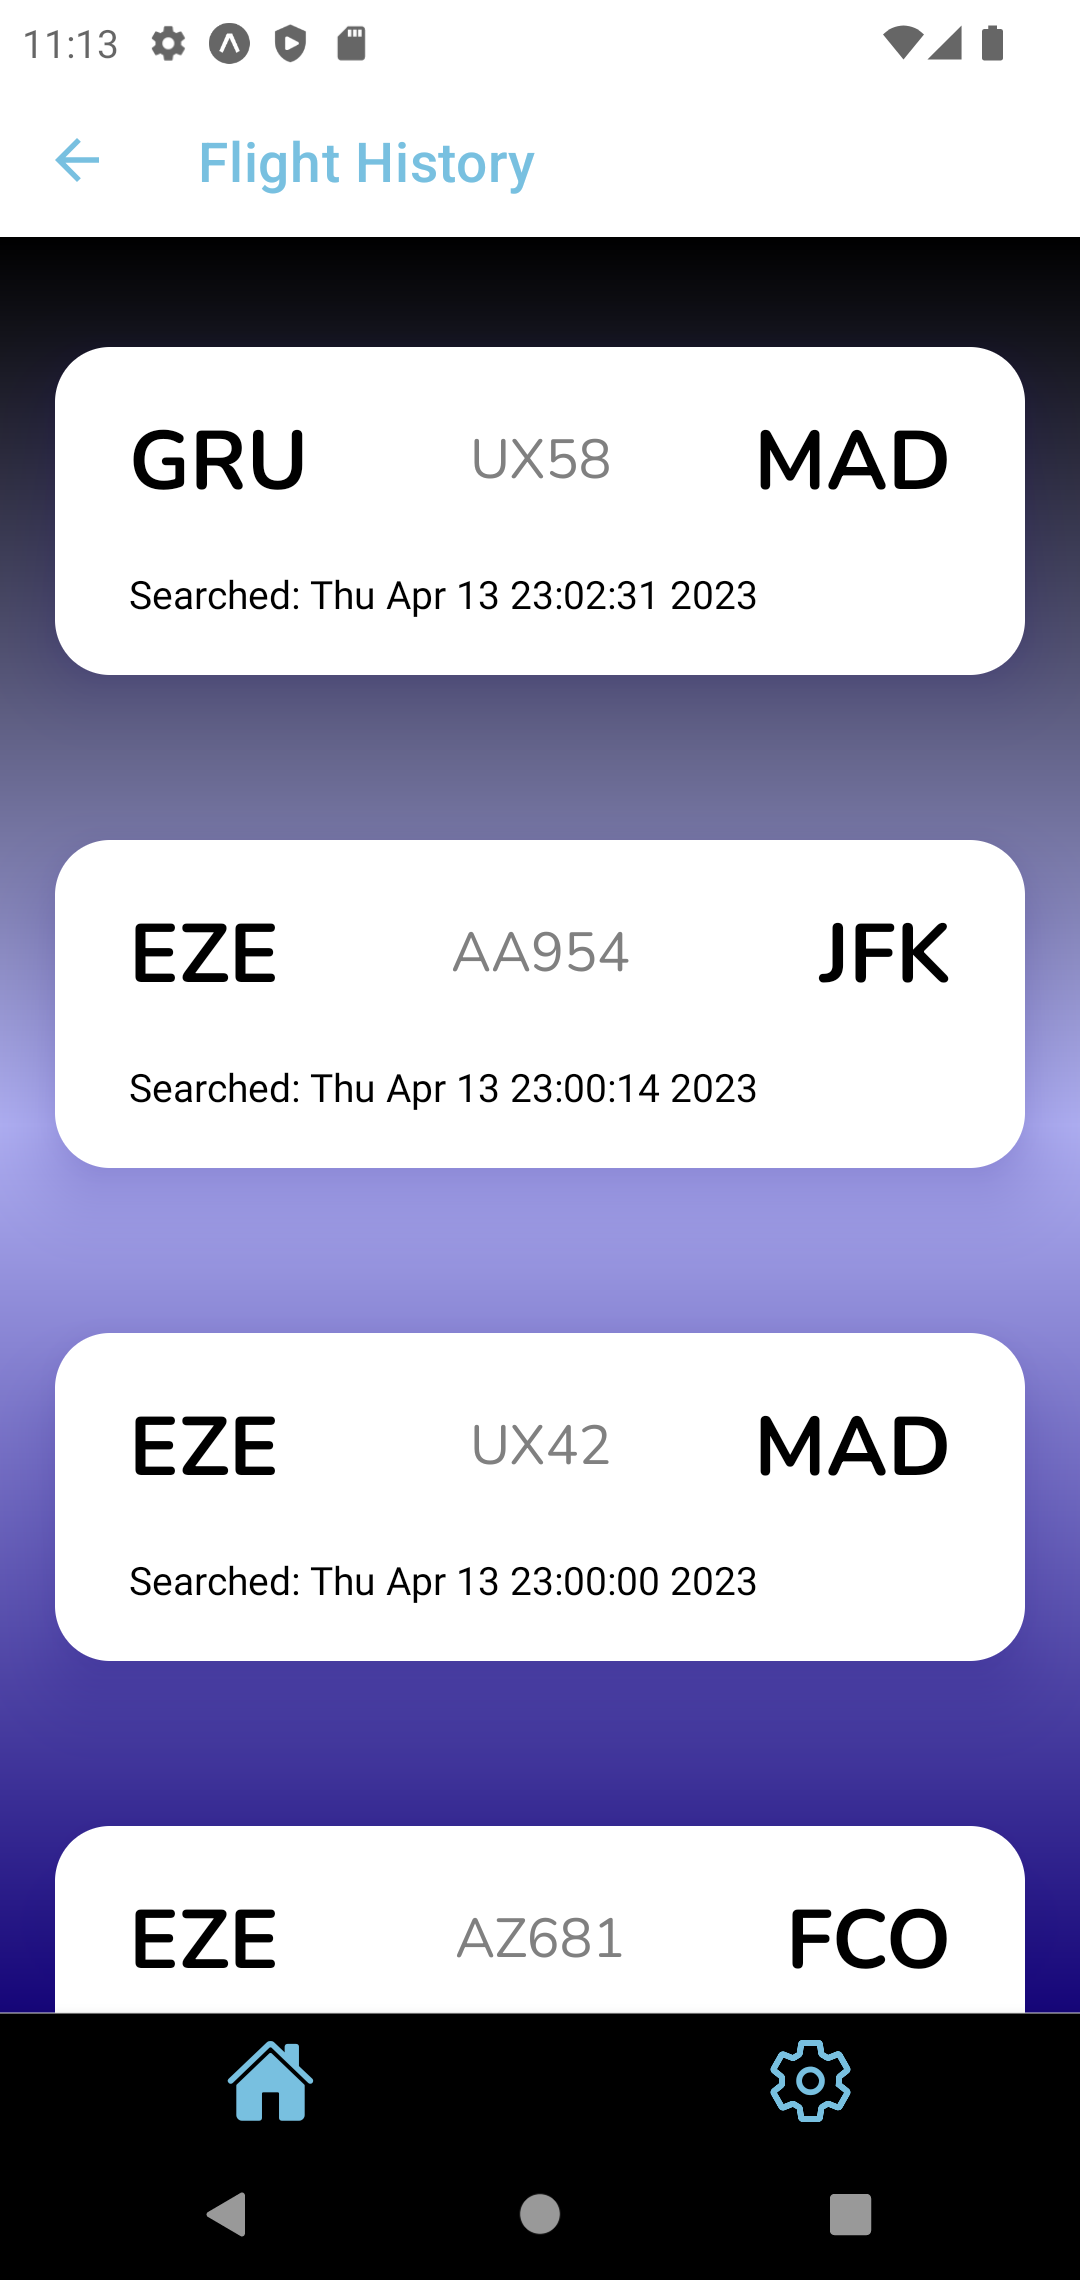 11:13
Flight History
GRU UX58 MAD
Searched: Thu Apr 13 23:02:31 2023
EZE AA954 JFK
Searched: Thu Apr 13 23:00:14 2023
EZE UX42 MAD
Searched: Thu Apr 13 23:00:00 2023
EZE AZ681 FCO